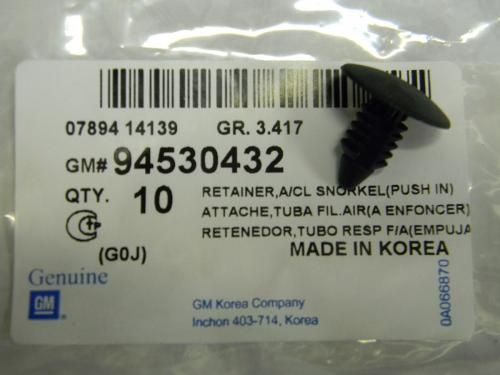 07894 14139 GR. 3.417
GM# 94530432
QTY. 10
RETAINER,A/CL SNORKEL(PUSH IN)
ATTACHE,TUBA FIL.AIR(A ENFONCER)
RETENEDOR,TUBO RESP F/A(EMPUJA
(G0J)
MADE IN KOREA
Genuine
GM
GM Korea Company
Inchon 403-714, Korea
0A066870